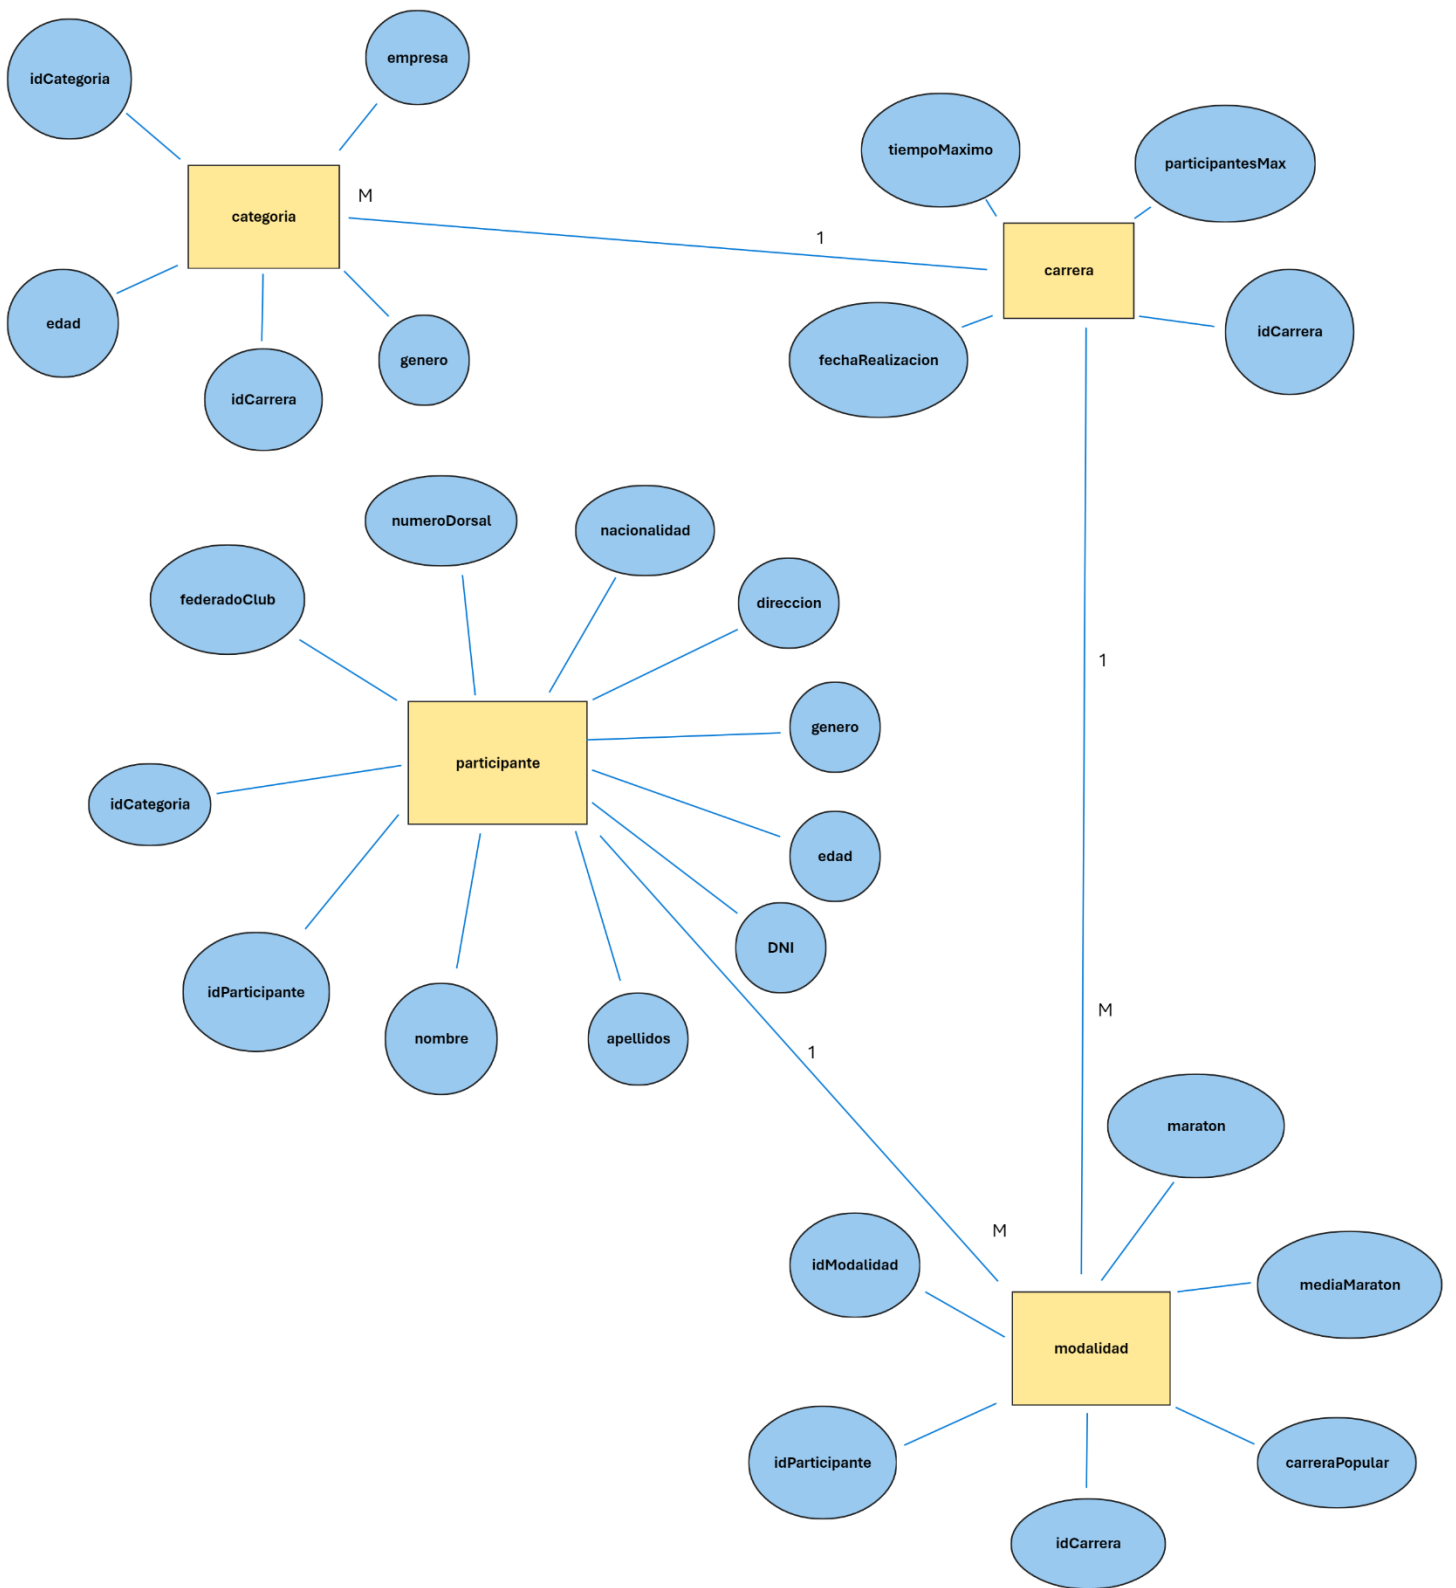 empresa
idCategoria
tiempoMaximo
participantesMax
M
categoria
1
carrera
edad
genero
idCarrera
fechaRealizacion
idCarrera
numeroDorsal
nacionalidad
federadoClub
direccion
1
genero
participante
idCategoria
edad
DNI
idParticipante
nombre
apellidos
M
1
maraton
M
idModalidad
mediaMaraton
modalidad
idParticipante
carreraPopular
idCarrera